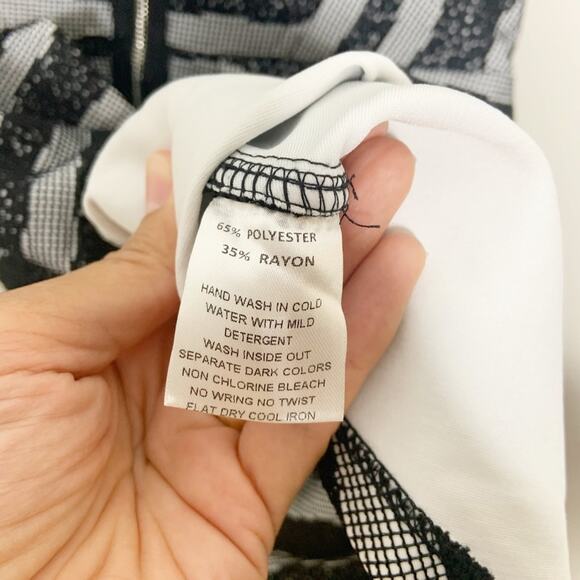 65% POLYESTER
35% RAYON
HAND WASH IN COLD
WATER WITH MILD
DETERGENT
WASH INSIDE OUT
SEPARATE DARK COLORS
NON CHLORINE BLEACH
NO WRING NO TWIST
FLAT DRY COOL IRON